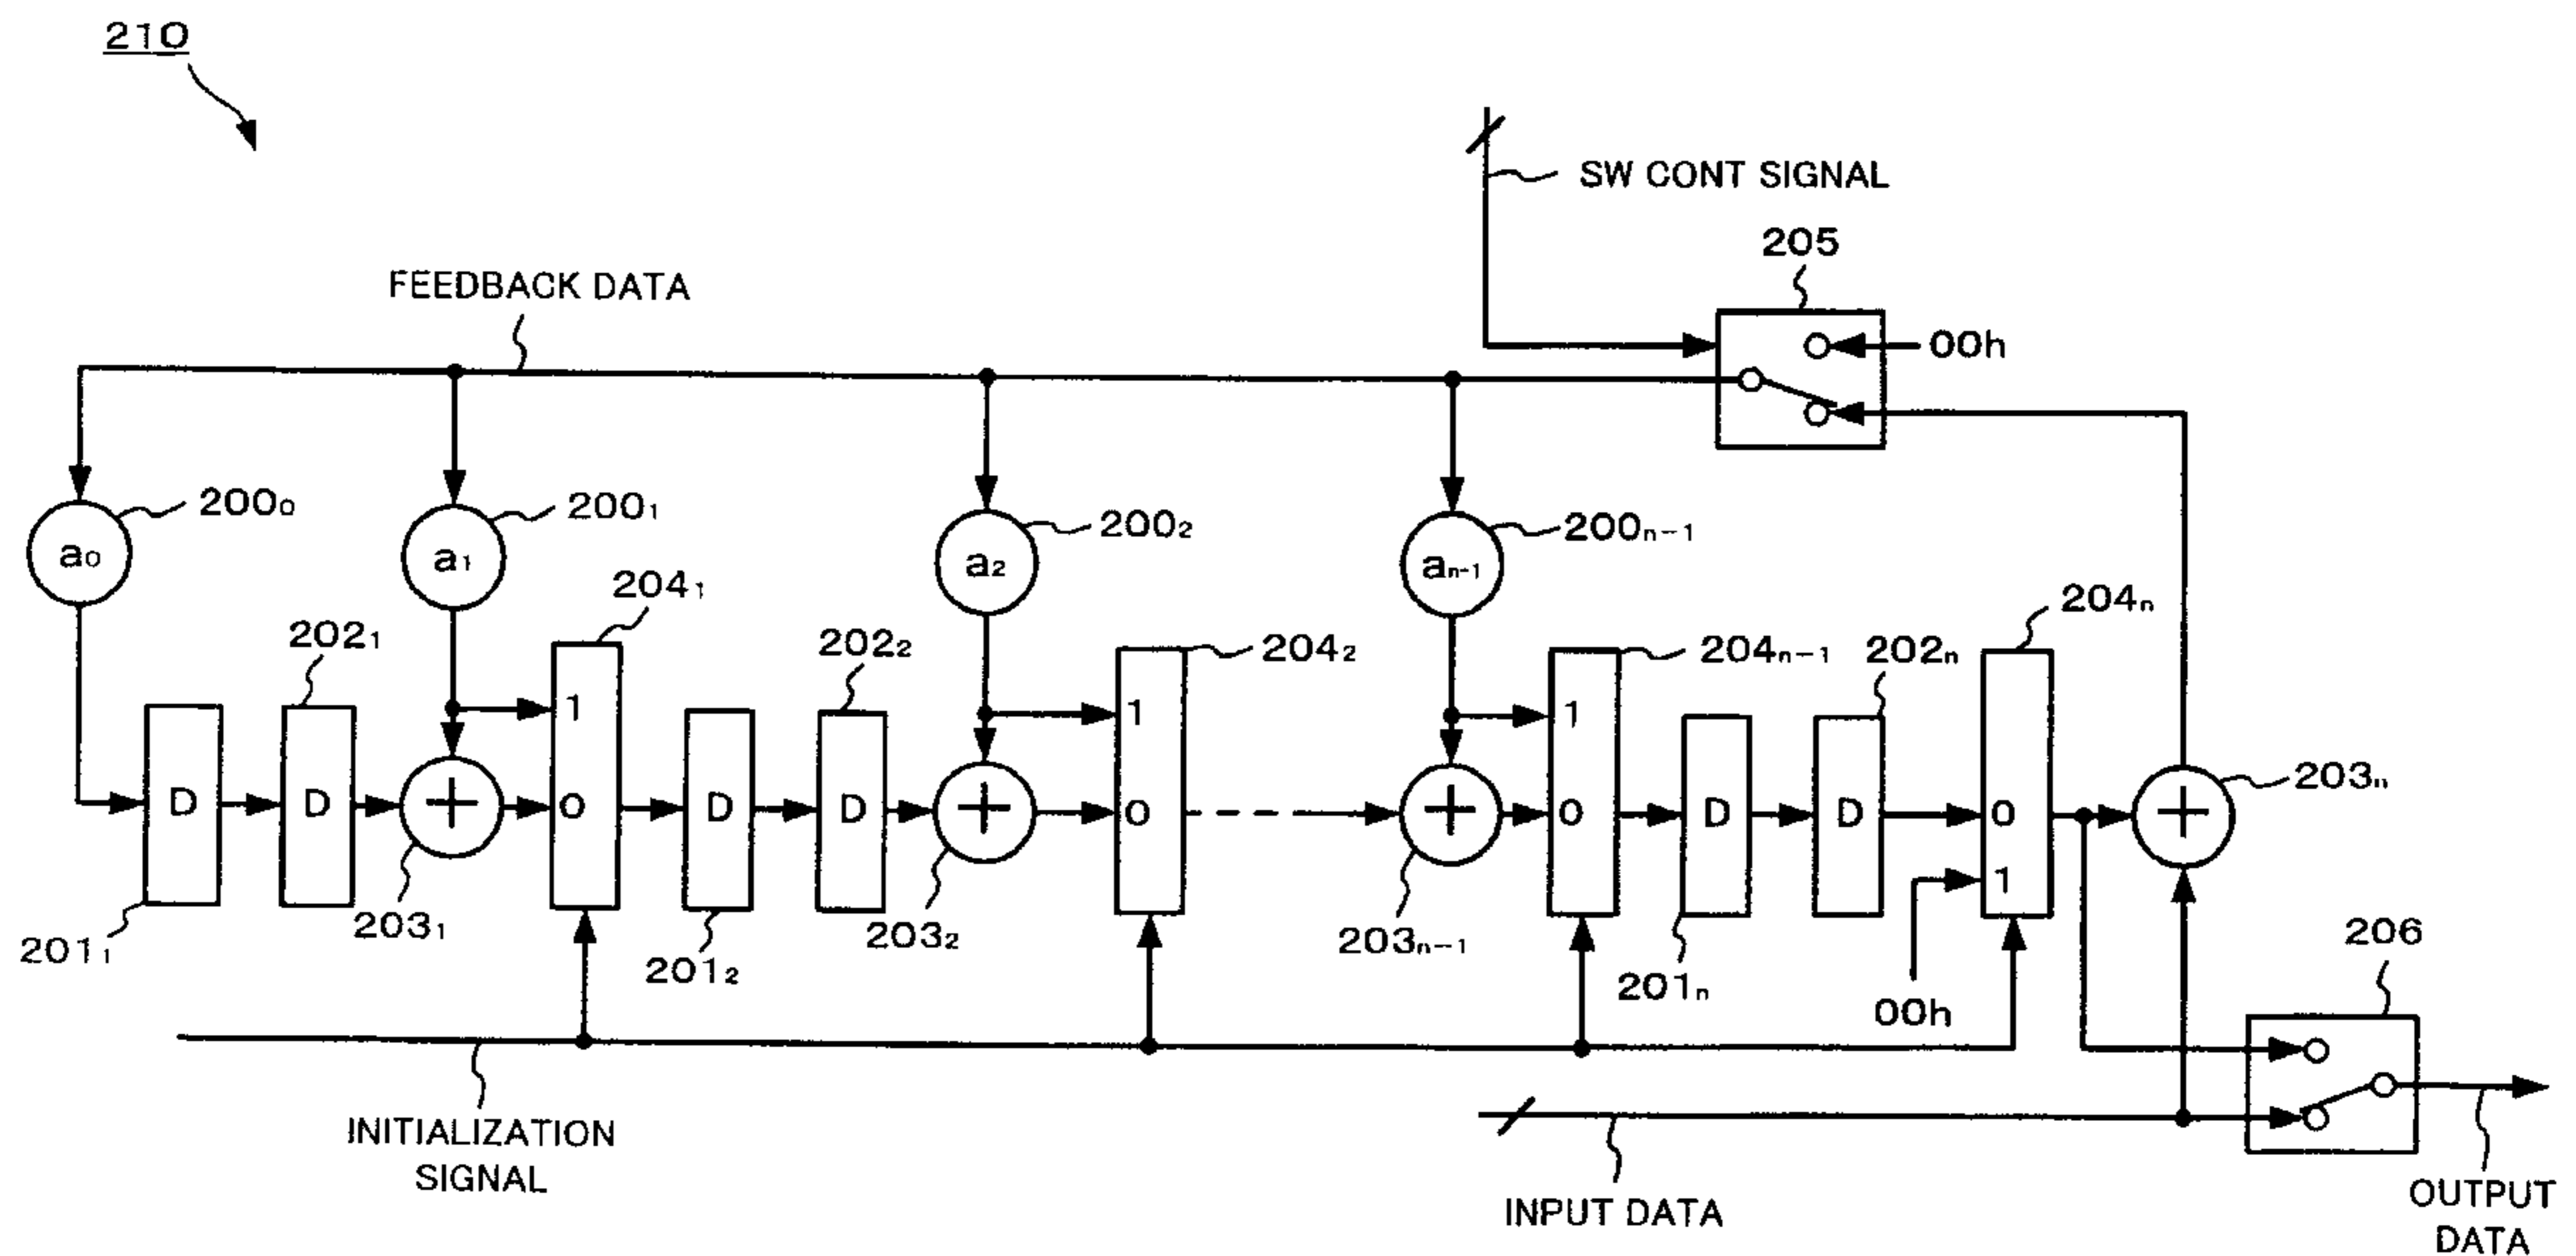 210
SW CONT SIGNAL
205
FEEDBACK DATA
00h
200₀
200₁
200₂
200ₙ₋₁
a₀
a₁
a₂
aₙ₋₁
204₁
204ₙ
202₁
202₂
204₂
204ₙ₋₁
202ₙ
1
1
1
203ₙ
D
D
+
0
D
D
+
0
+
0
D
D
0
+
1
201₁
203₁
201₂
203₂
203ₙ₋₁
201ₙ
00h
206
INITIALIZATION
SIGNAL
INPUT DATA
OUTPUT
DATA